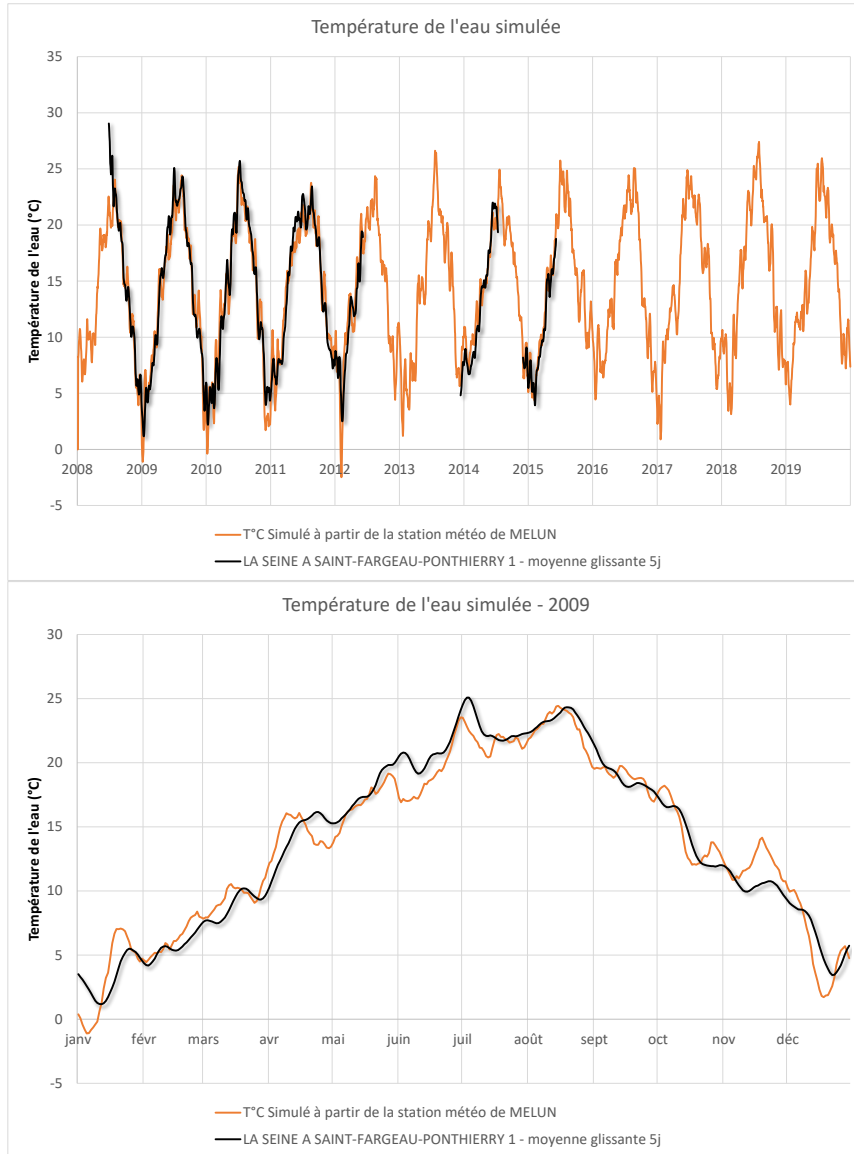 Température de l'eau simulée
Température de l'eau (°C)
35
30
25
20
15
10
5
0
-5
2008 2009 2010 2011 2012 2013 2014 2015 2016 2017 2018 2019
T°C Simulé à partir de la station météo de MELUN
LA SEINE A SAINT-FARGEAU-PONTHIERRY 1 - moyenne glissante 5j
Température de l'eau simulée - 2009
Température de l'eau (°C)
30
25
20
15
10
5
0
-5
janv févr mars avr mai juin juil août sept oct nov déc
T°C Simulé à partir de la station météo de MELUN
LA SEINE A SAINT-FARGEAU-PONTHIERRY 1 - moyenne glissante 5j